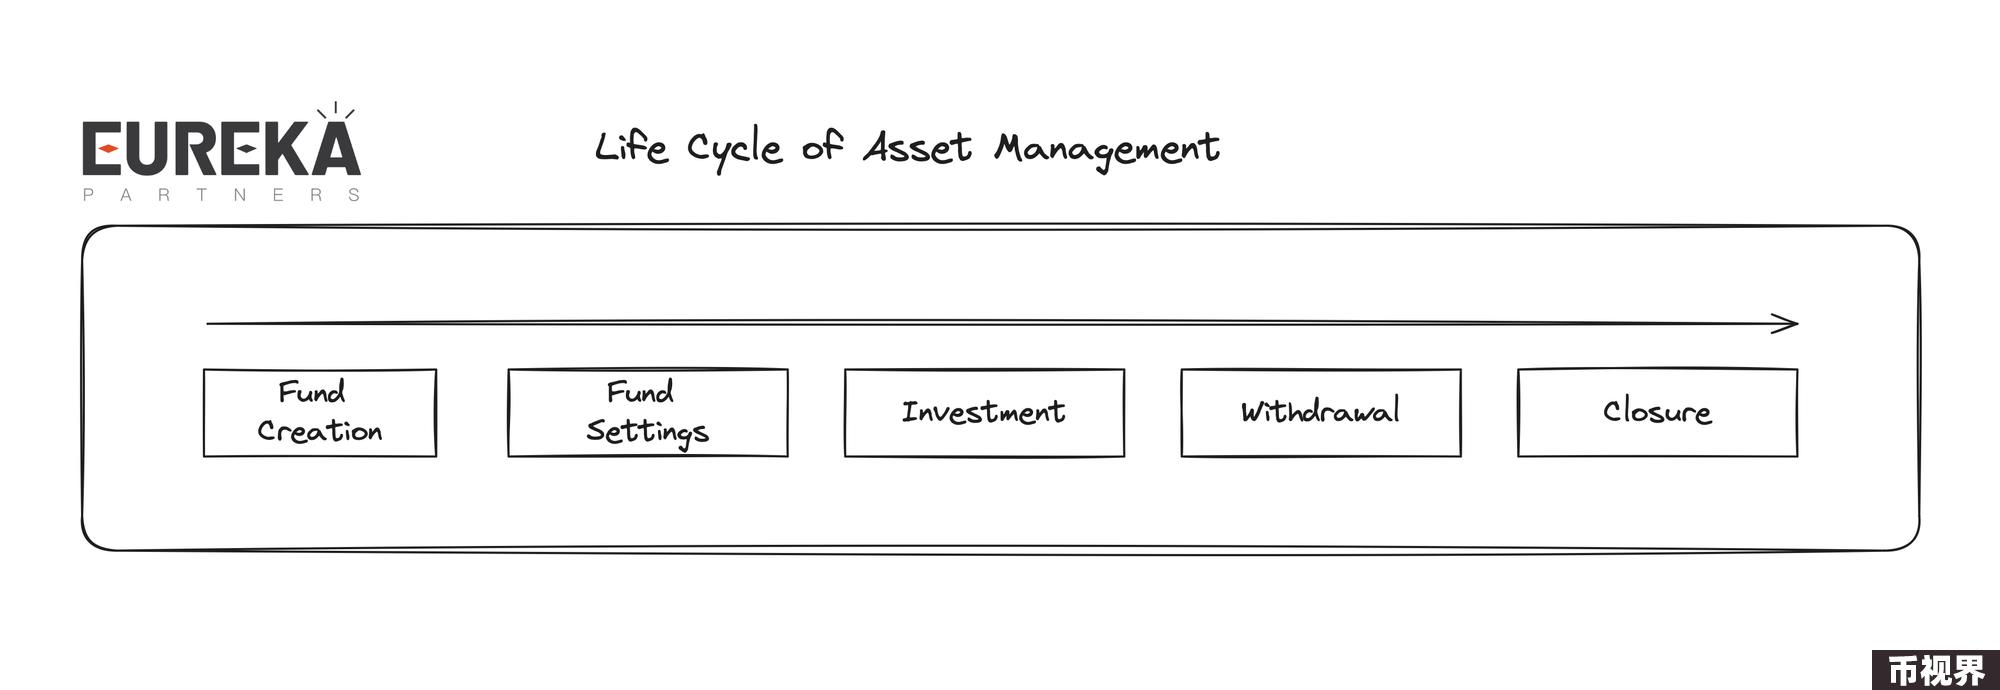 EUREKA
PARTNERS
Life Cycle of Asset Management
Fund
Creation
Fund
Settings
Investment
Withdrawal
Closure
币视界